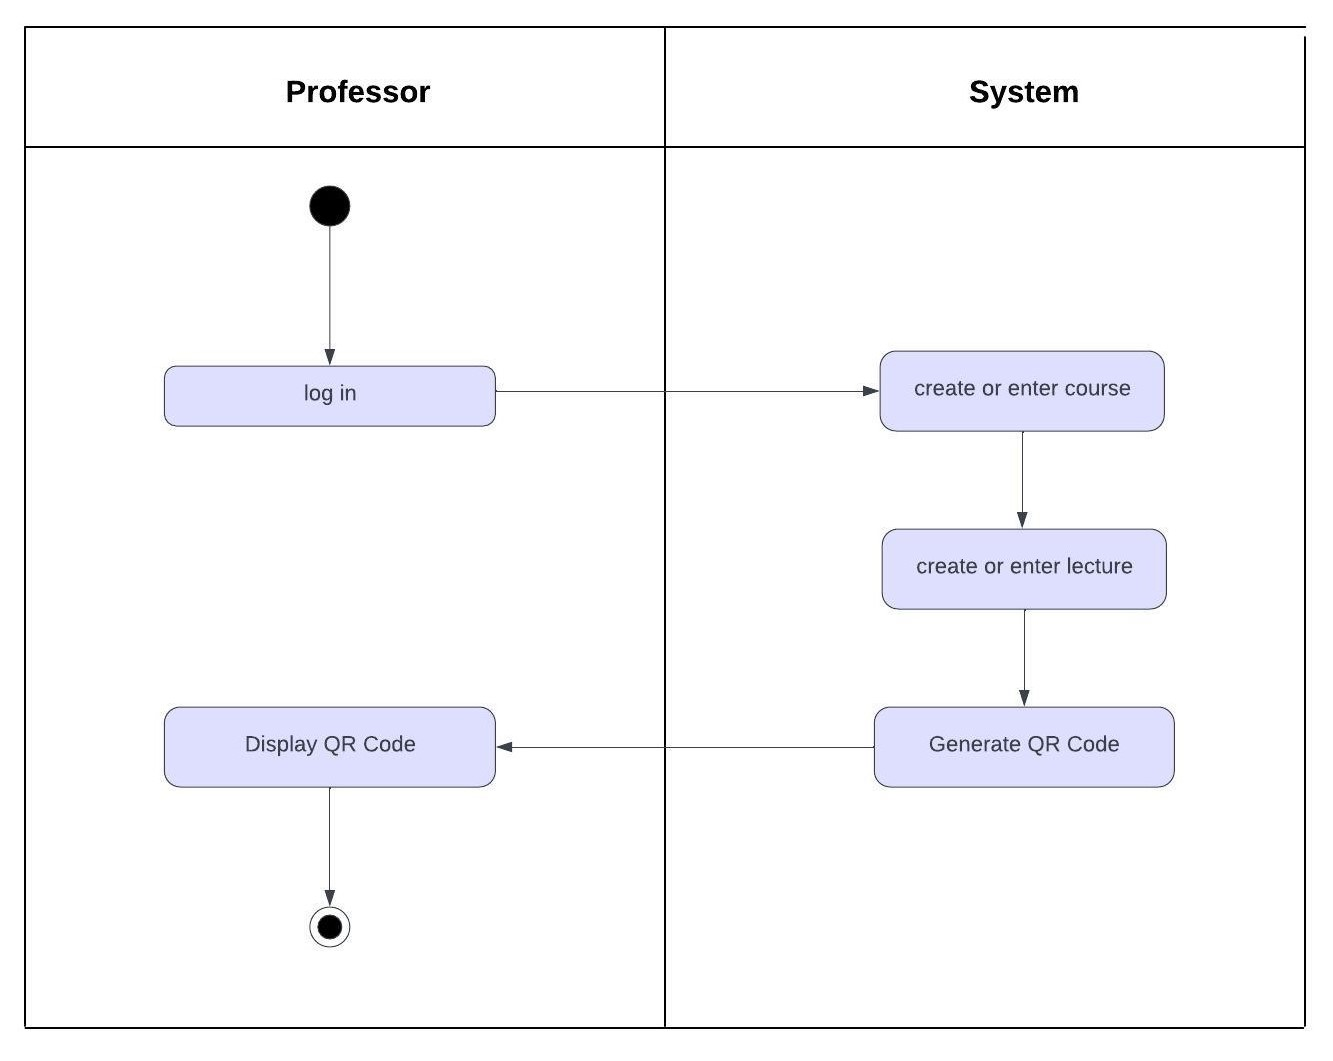 Professor
System
log in
create or enter course
create or enter lecture
Generate QR Code
Display QR Code